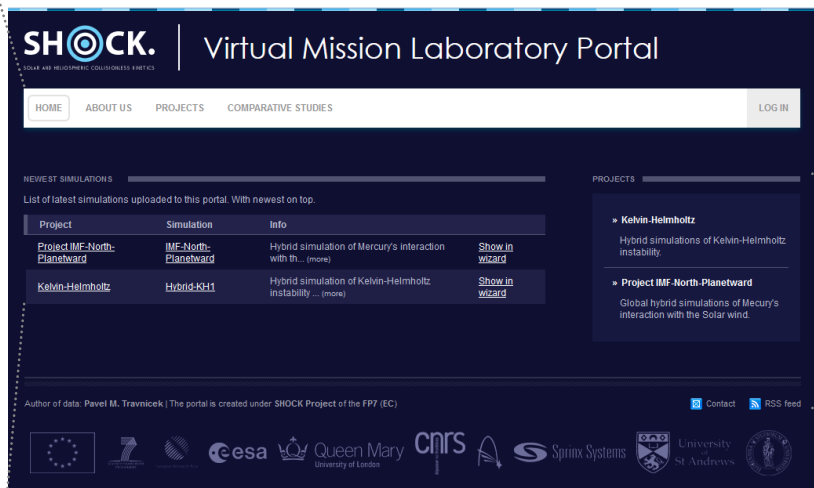 SHOCK.
SOLAR AND HELIOSPHERIC COLLISIONLESS KINETICS
Virtual Mission Laboratory Portal
HOME ABOUT US PROJECTS COMPARATIVE STUDIES LOG IN
NEWEST SIMULATIONS
List of latest simulations uploaded to this portal. With newest on top.
Project Simulation Info
Project IMF-North-
Planetward
IMF-North-
Planetward
Hybrid simulation of Mercury's interaction
with th... (more)
Show in
wizard
Kelvin-Helmholtz
Hybrid-KH1
Hybrid simulation of Kelvin-Helmholtz
instability ... (more)
Show in
wizard
PROJECTS
» Kelvin-Helmholtz
Hybrid simulations of Kelvin-Helmholtz
instability.
» Project IMF-North-Planetward
Global hybrid simulations of Mecury's
interaction with the Solar wind.
Author of data: Pavel M. Travnicek | The portal is created under SHOCK Project of the FP7 (EC)
Contact RSS feed
esa
Queen Mary
University of London
cnrs
Sprinx Systems
University
of
St Andrews